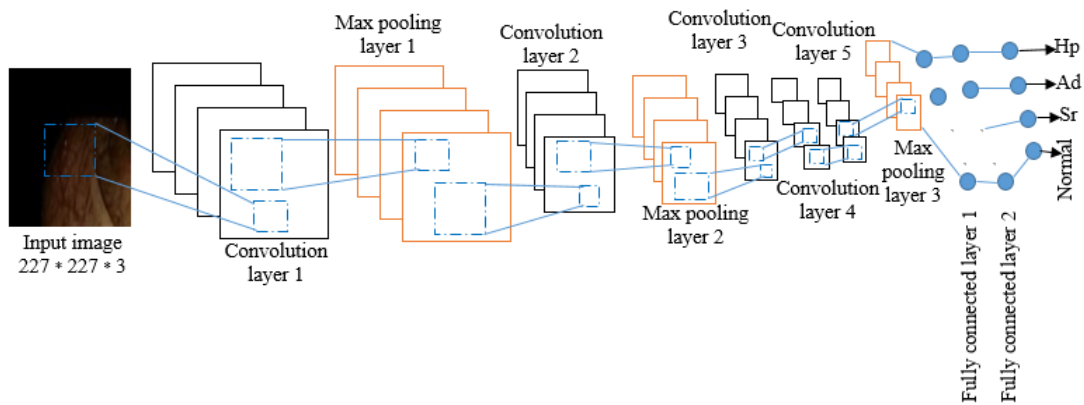 Input image
227 * 227 * 3
Convolution
layer 1
Max pooling
layer 1
Convolution
layer 2
Max pooling
layer 2
Convolution
layer 3
Convolution
layer 4
Convolution
layer 5
Max
pooling
layer 3
Hp
Ad
Sr
Normal
Fully connected layer 1
Fully connected layer 2